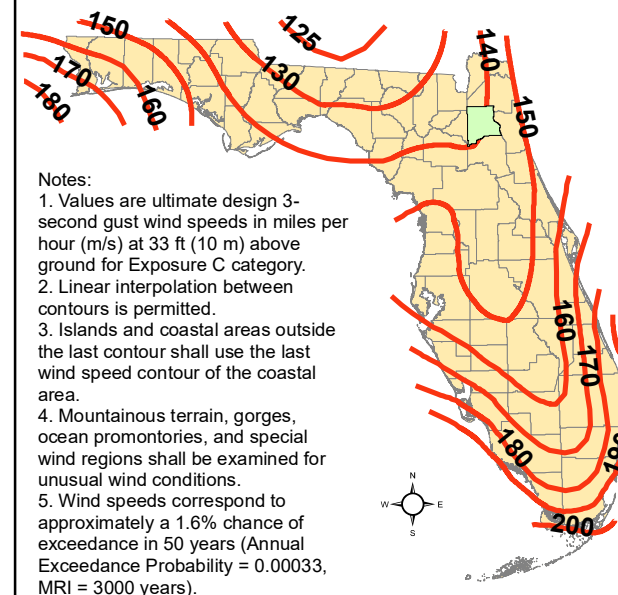 150
125
140
130
170
180
160
150
Notes:
1. Values are ultimate design 3-
second gust wind speeds in miles per
hour (m/s) at 33 ft (10 m) above
ground for Exposure C category.
2. Linear interpolation between
contours is permitted.
3. Islands and coastal areas outside
the last contour shall use the last
wind speed contour of the coastal
area.
4. Mountainous terrain, gorges,
ocean promontories, and special
wind regions shall be examined for
unusual wind conditions.
5. Wind speeds correspond to
approximately a 1.6% chance of
exceedance in 50 years (Annual
Exceedance Probability = 0.00033,
MRI = 3000 years).
160
170
180
200
N
W E
S